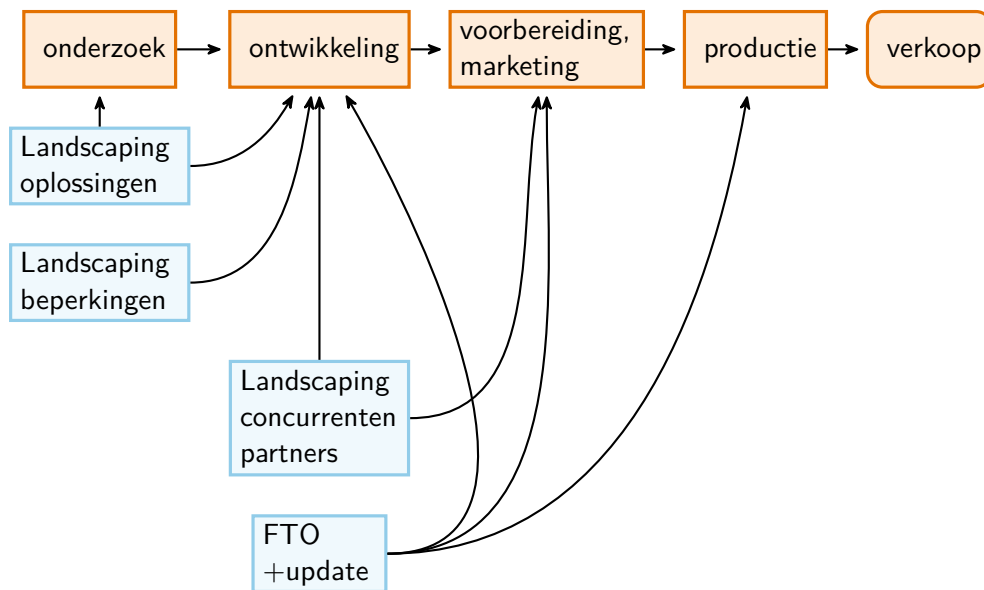 onderzoek
ontwikkeling
voorbereiding,
marketing
productie
verkoop
Landscaping
oplossingen
Landscaping
beperkingen
Landscaping
concurrenten
partners
FTO
+update